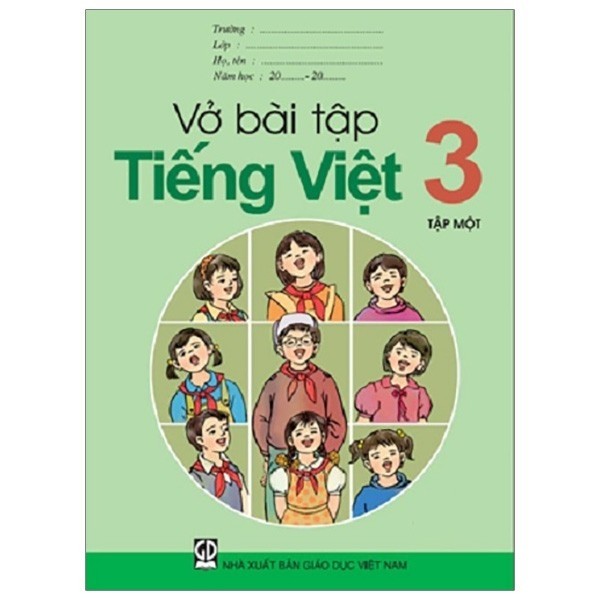 Trường : ................................
Lớp : ................................
Họ, tên : ................................
Năm học : 20.........-20.........
Vở bài tập
Tiếng Việt 3
TẬP MỘT
GD
NHÀ XUẤT BẢN GIÁO DỤC VIỆT NAM